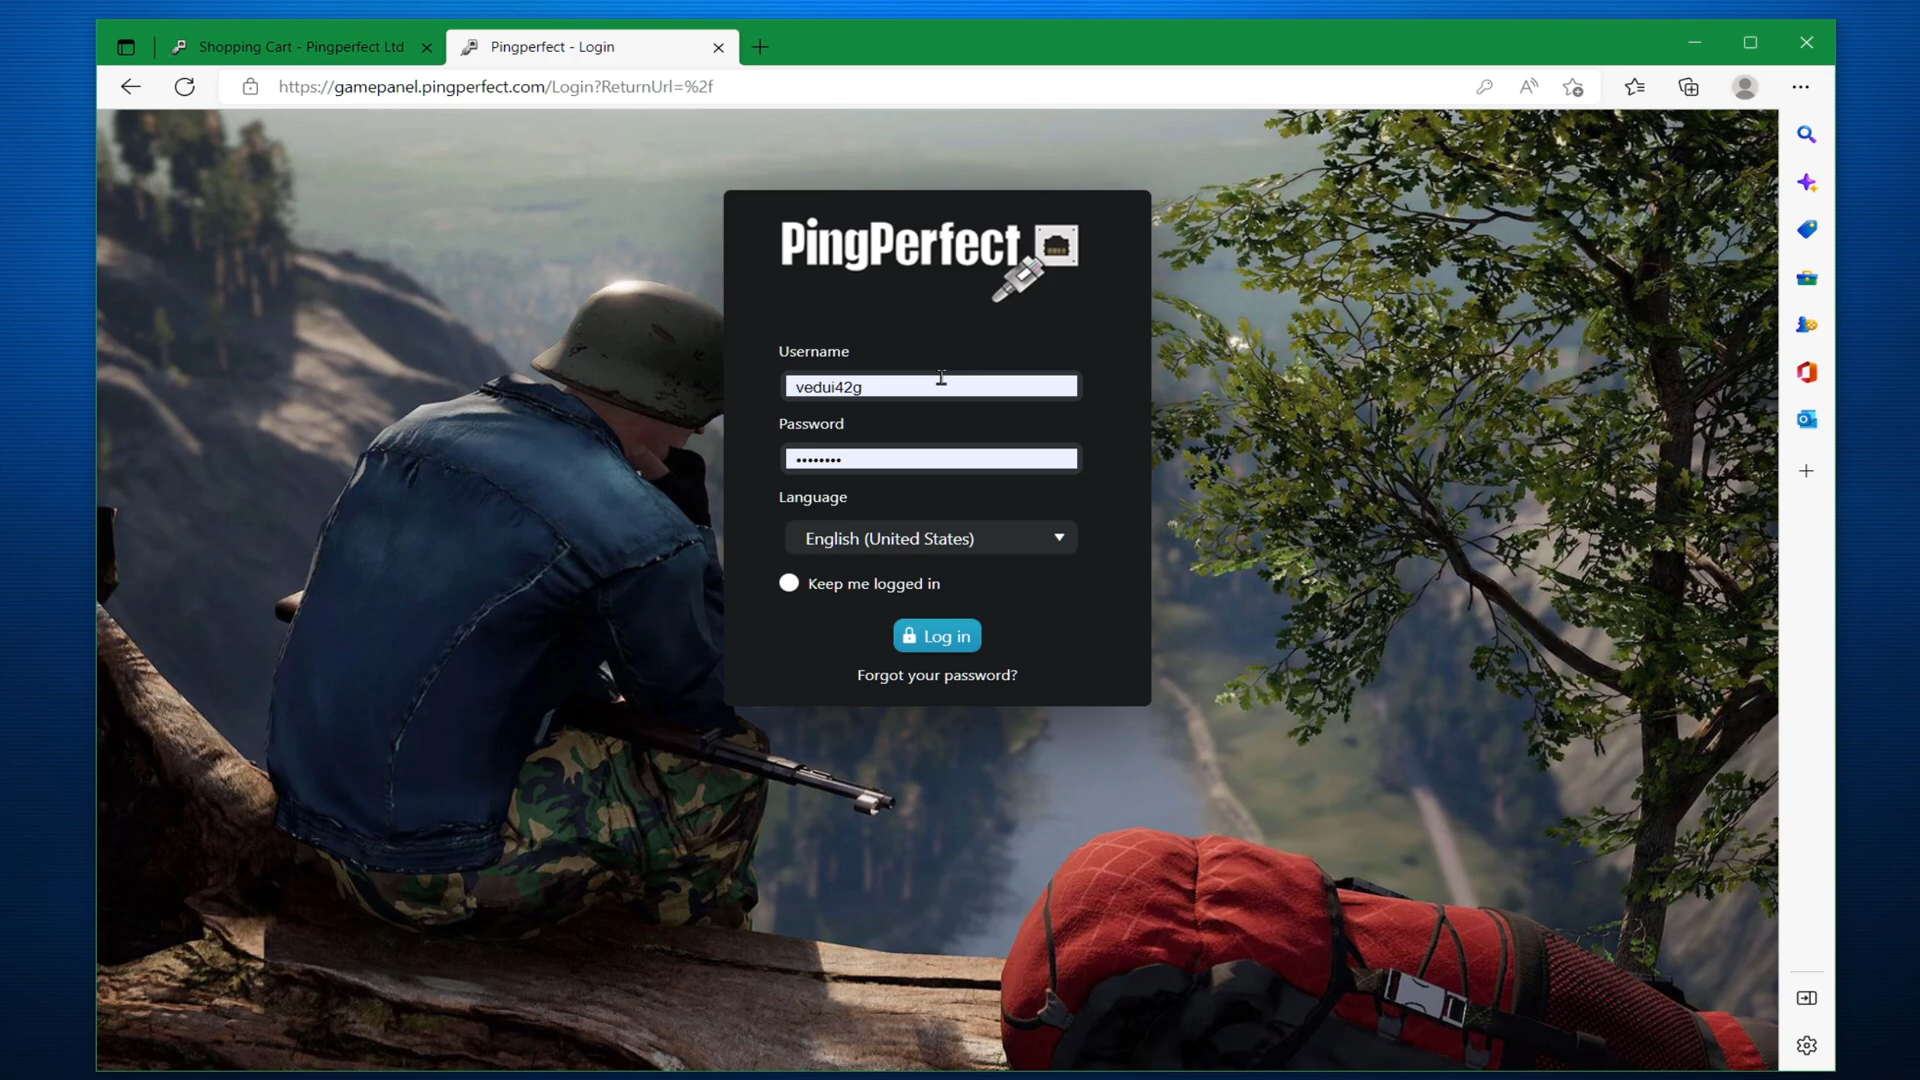 Shopping Cart - Pingperfect Ltd
Pingperfect - Login
https://gamepanel.pingperfect.com/Login?ReturnUrl=%2f
PingPerfect
Username
vedui42g
Password
••••••••
Language
English (United States)
Keep me logged in
Log in
Forgot your password?